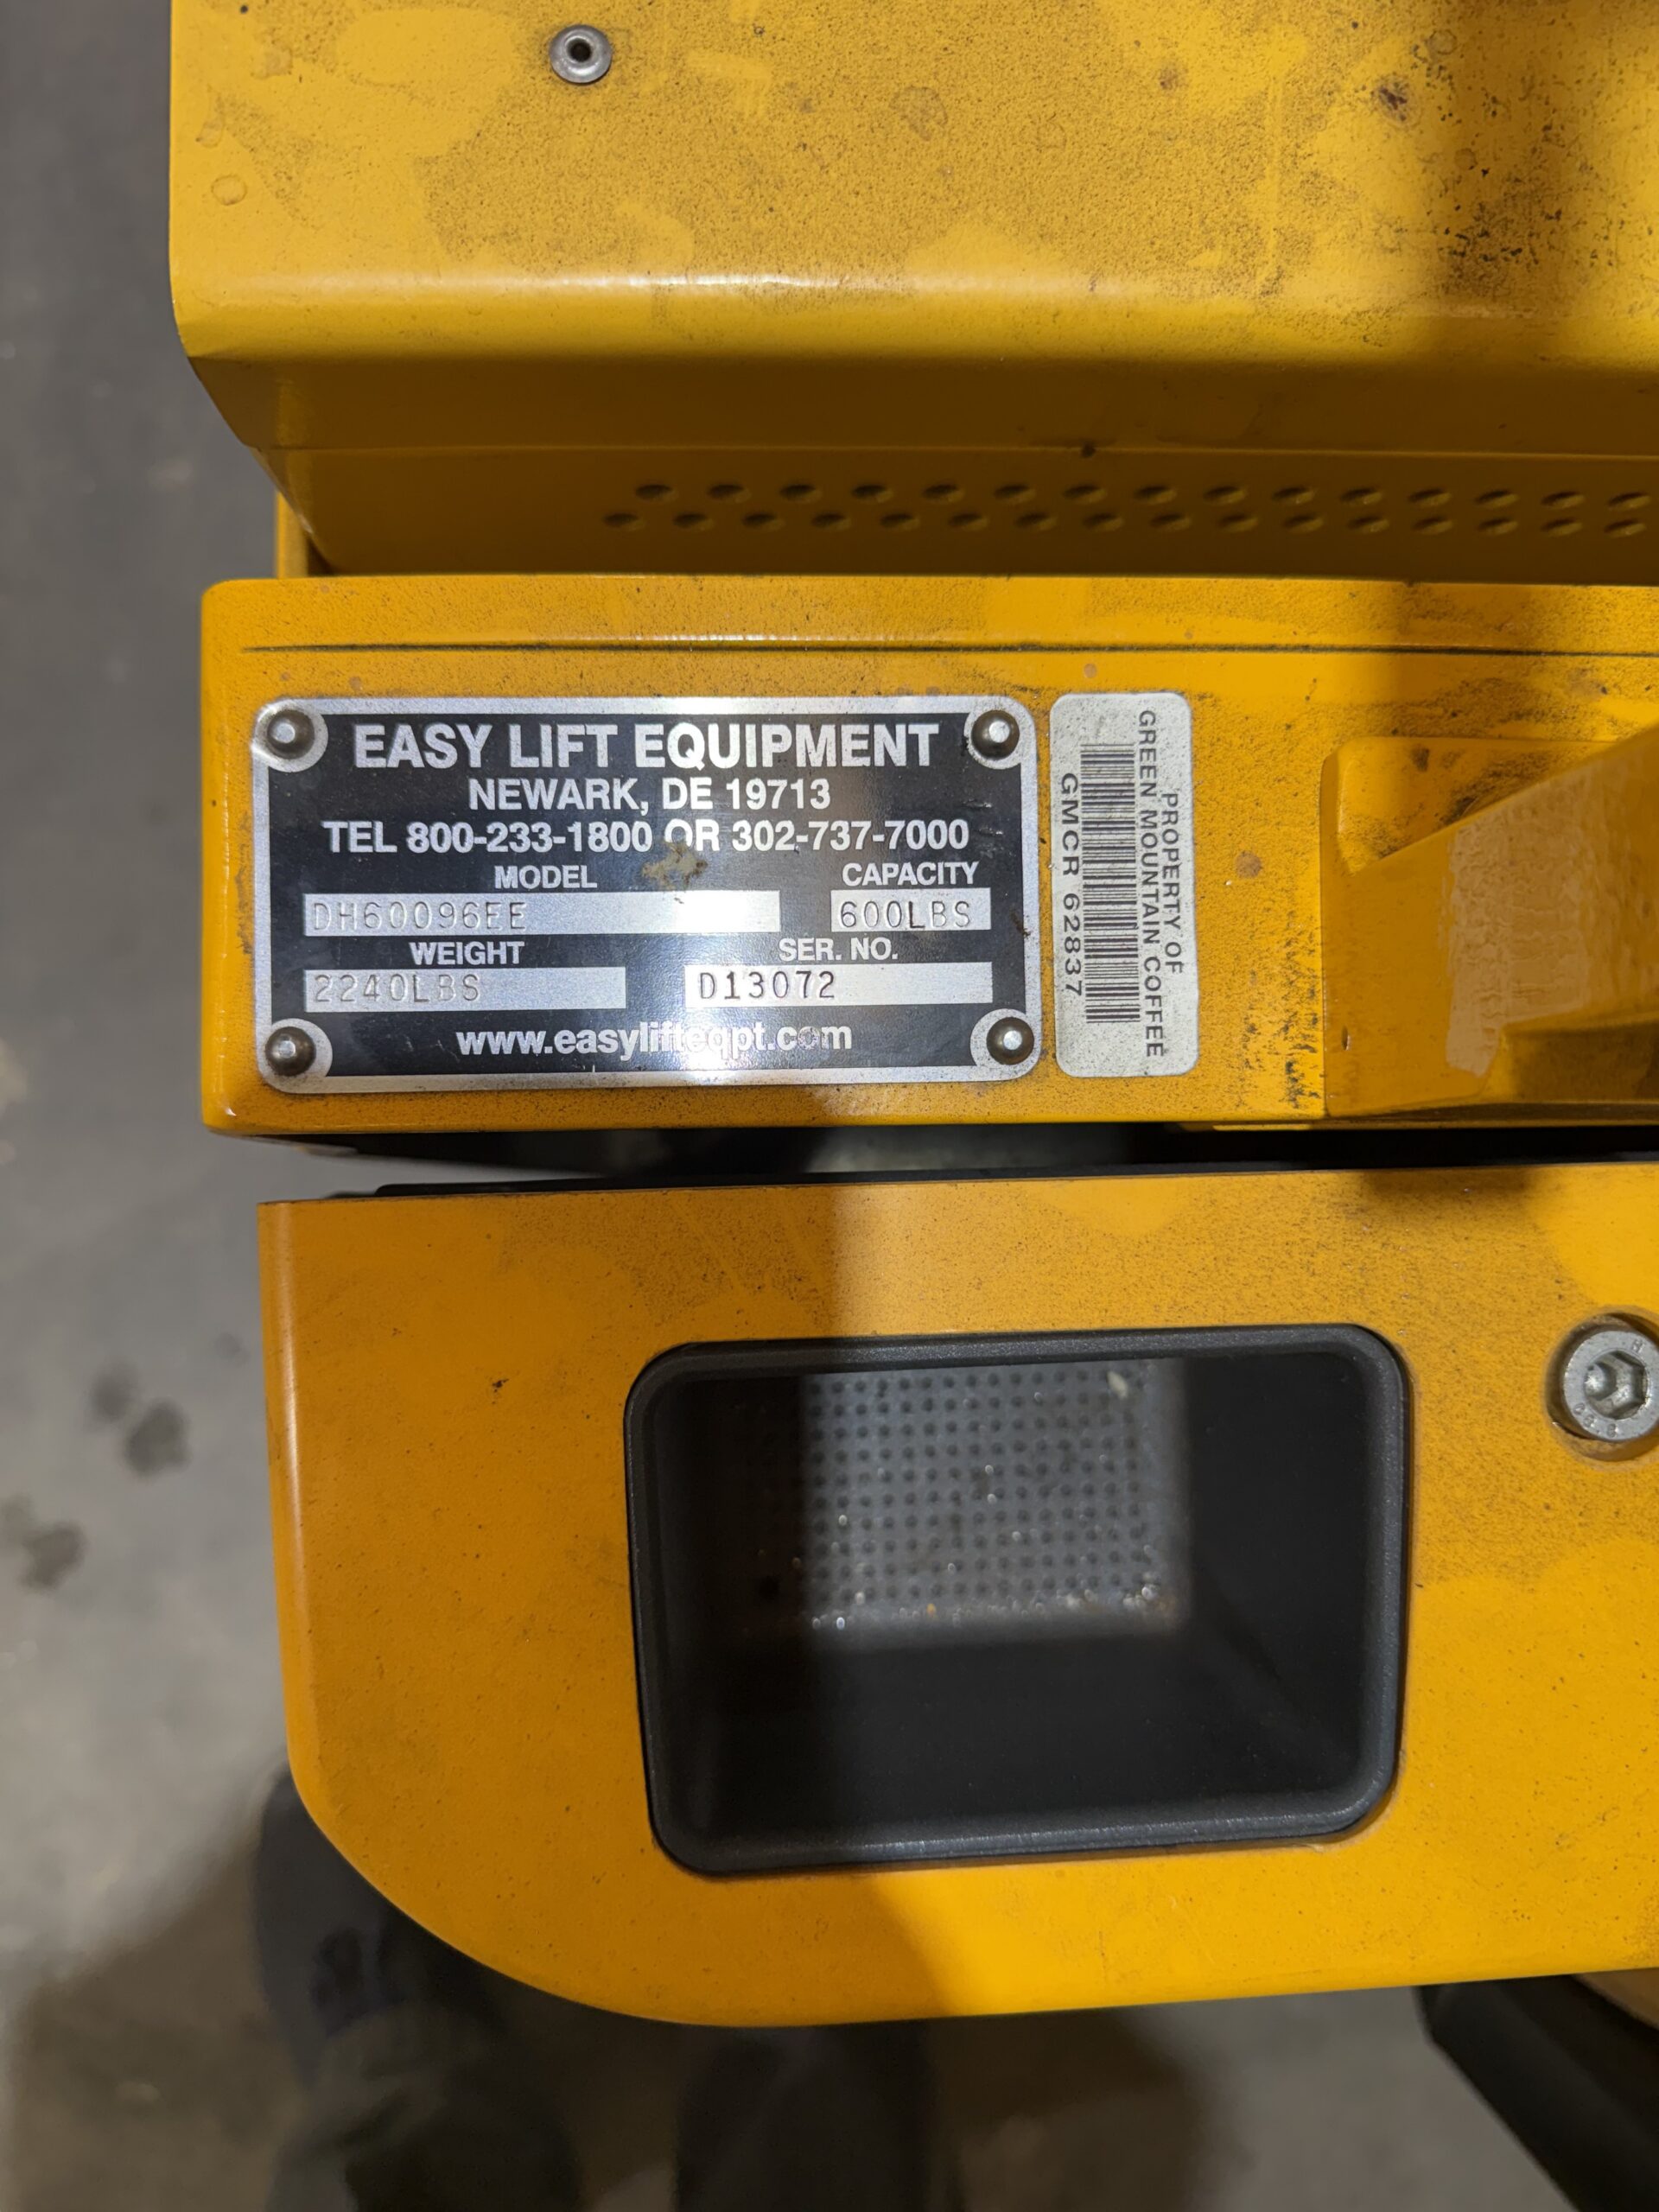 EASY LIFT EQUIPMENT
NEWARK, DE 19713
TEL 800-233-1800 OR 302-737-7000
MODEL
CAPACITY
DH60096EE
600LBS
WEIGHT
SER. NO.
2240LBS
D13072
www.easylifteqpt.com
PROPERTY OF
GREEN MOUNTAIN COFFEE
GMCR 62837